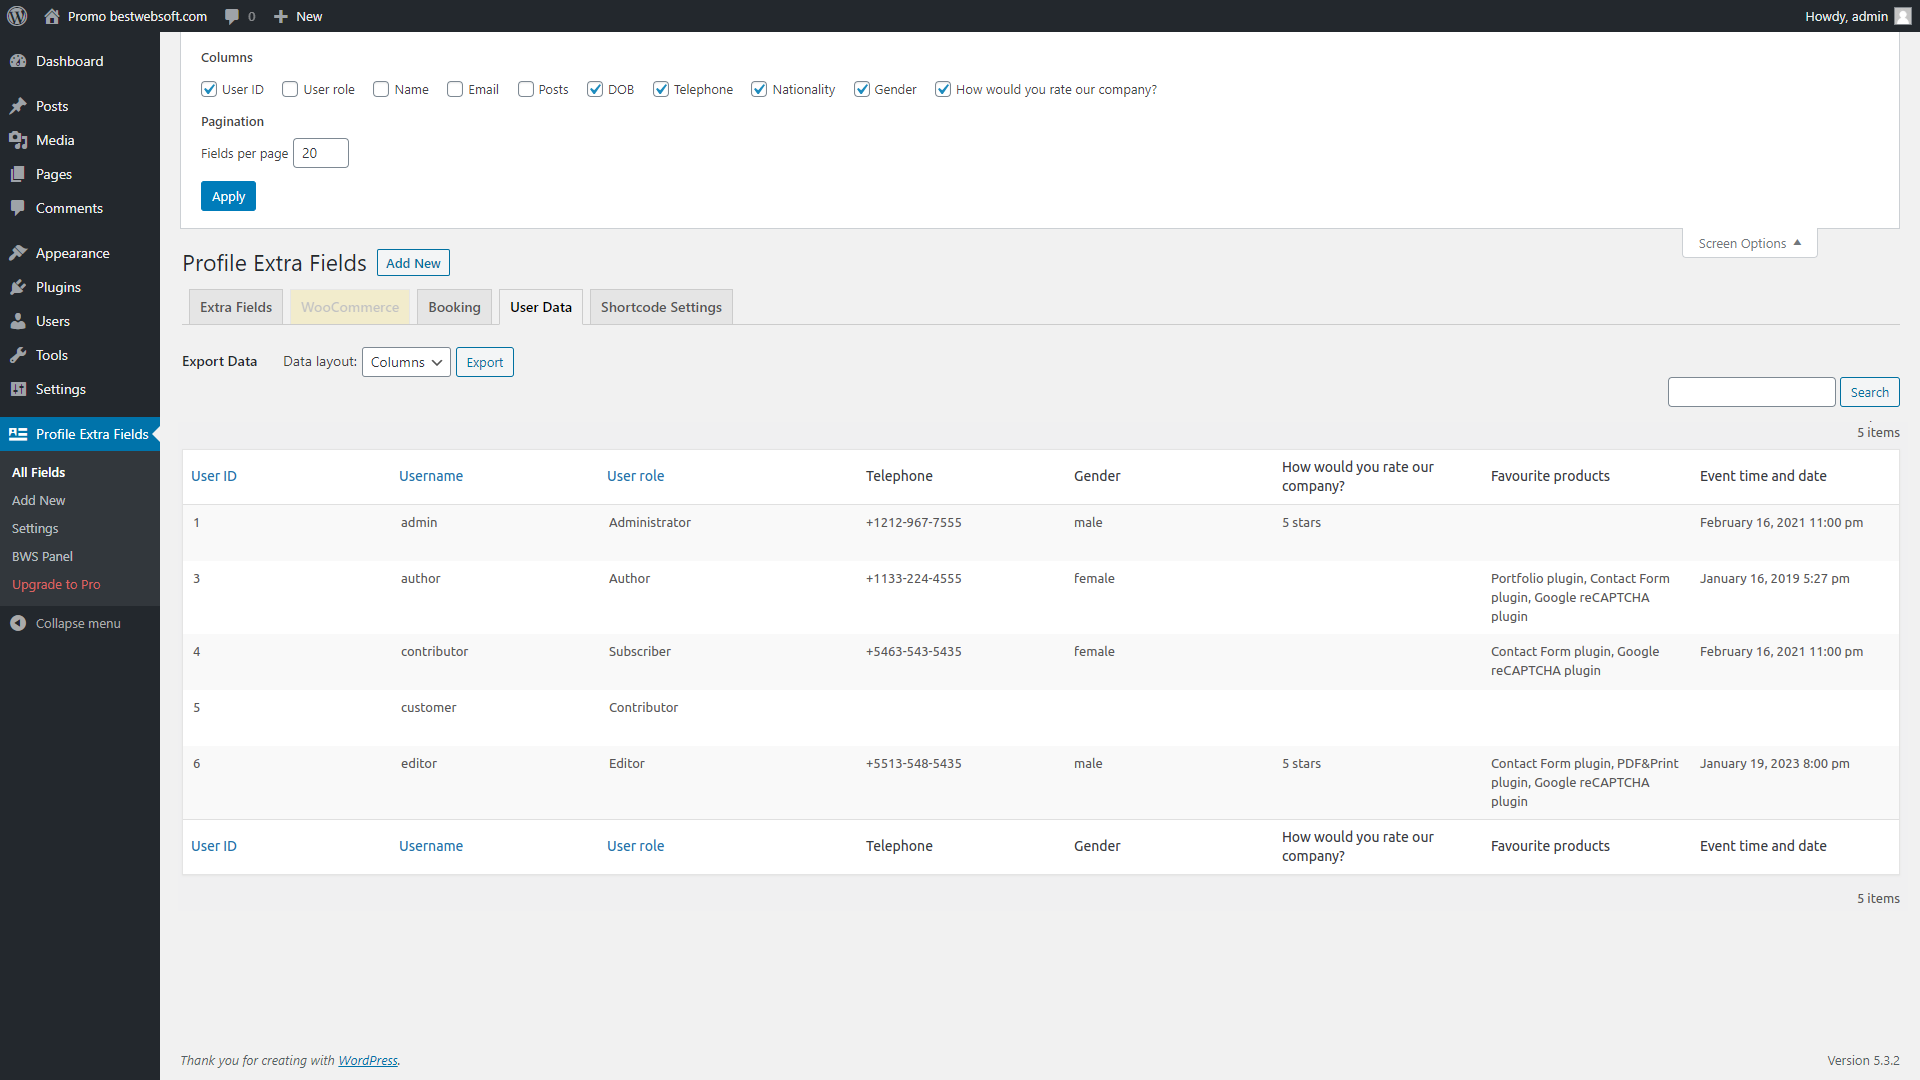 Promo bestwebsoft.com 0 New Howdy, admin
Dashboard
Posts
Media
Pages
Comments
Appearance
Plugins
Users
Tools
Settings
Profile Extra Fields
All Fields
Add New
Settings
BWS Panel
Upgrade to Pro
Collapse menu
Columns
User ID User role Name Email Posts DOB Telephone Nationality Gender How would you rate our company?
Pagination
Fields per page 20
Apply
Screen Options
Profile Extra Fields Add New
Extra Fields WooCommerce Booking User Data Shortcode Settings
Export Data Data layout: Columns Export
Search
5 items
User ID Username User role Telephone Gender How would you rate our company? Favourite products Event time and date
1 admin Administrator +1212-967-7555 male 5 stars February 16, 2021 11:00 pm
3 author Author +1133-224-4555 female Portfolio plugin, Contact Form January 16, 2019 5:27 pm
plugin, Google reCAPTCHA
plugin
4 contributor Subscriber +5463-543-5435 female Contact Form plugin, Google February 16, 2021 11:00 pm
reCAPTCHA plugin
5 customer Contributor
6 editor Editor +5513-548-5435 male 5 stars Contact Form plugin, PDF&Print January 19, 2023 8:00 pm
plugin, Google reCAPTCHA
plugin
User ID Username User role Telephone Gender How would you rate our company? Favourite products Event time and date
5 items
Thank you for creating with WordPress. Version 5.3.2